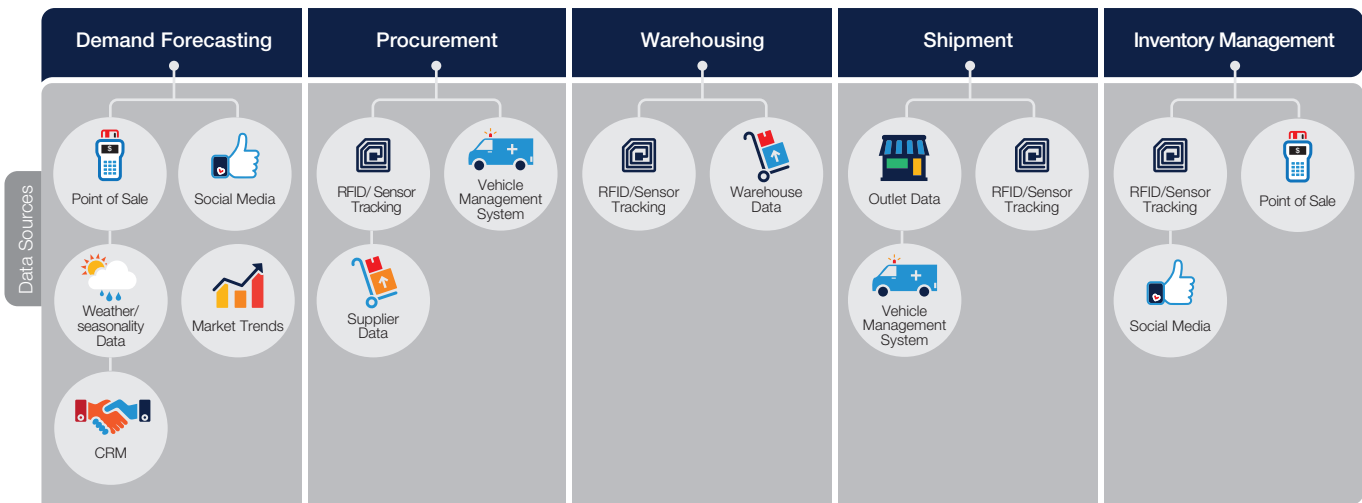 Demand Forecasting
Procurement
Warehousing
Shipment
Inventory Management
Data Sources
$
Point of Sale
Social Media
Weather/
seasonality
Data
Market Trends
CRM
RFID/ Sensor
Tracking
Vehicle
Management
System
Supplier
Data
RFID/Sensor
Tracking
Warehouse
Data
Outlet Data
RFID/Sensor
Tracking
Vehicle
Management
System
RFID/Sensor
Tracking
$
Point of Sale
Social Media